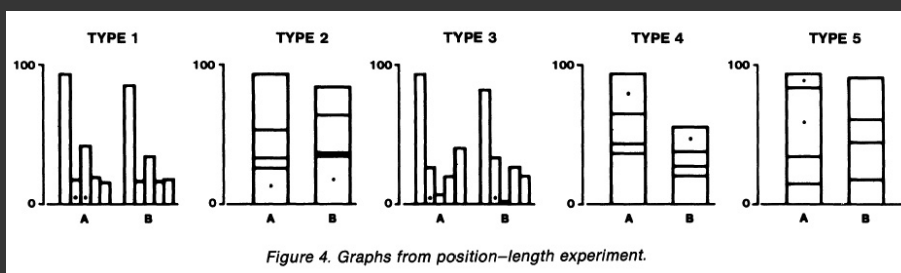 TYPE 1
TYPE 2
TYPE 3
TYPE 4
TYPE 5
100
0
A
B
100
0
A
B
100
0
A
B
100
0
A
B
100
0
A
B
Figure 4. Graphs from position–length experiment.